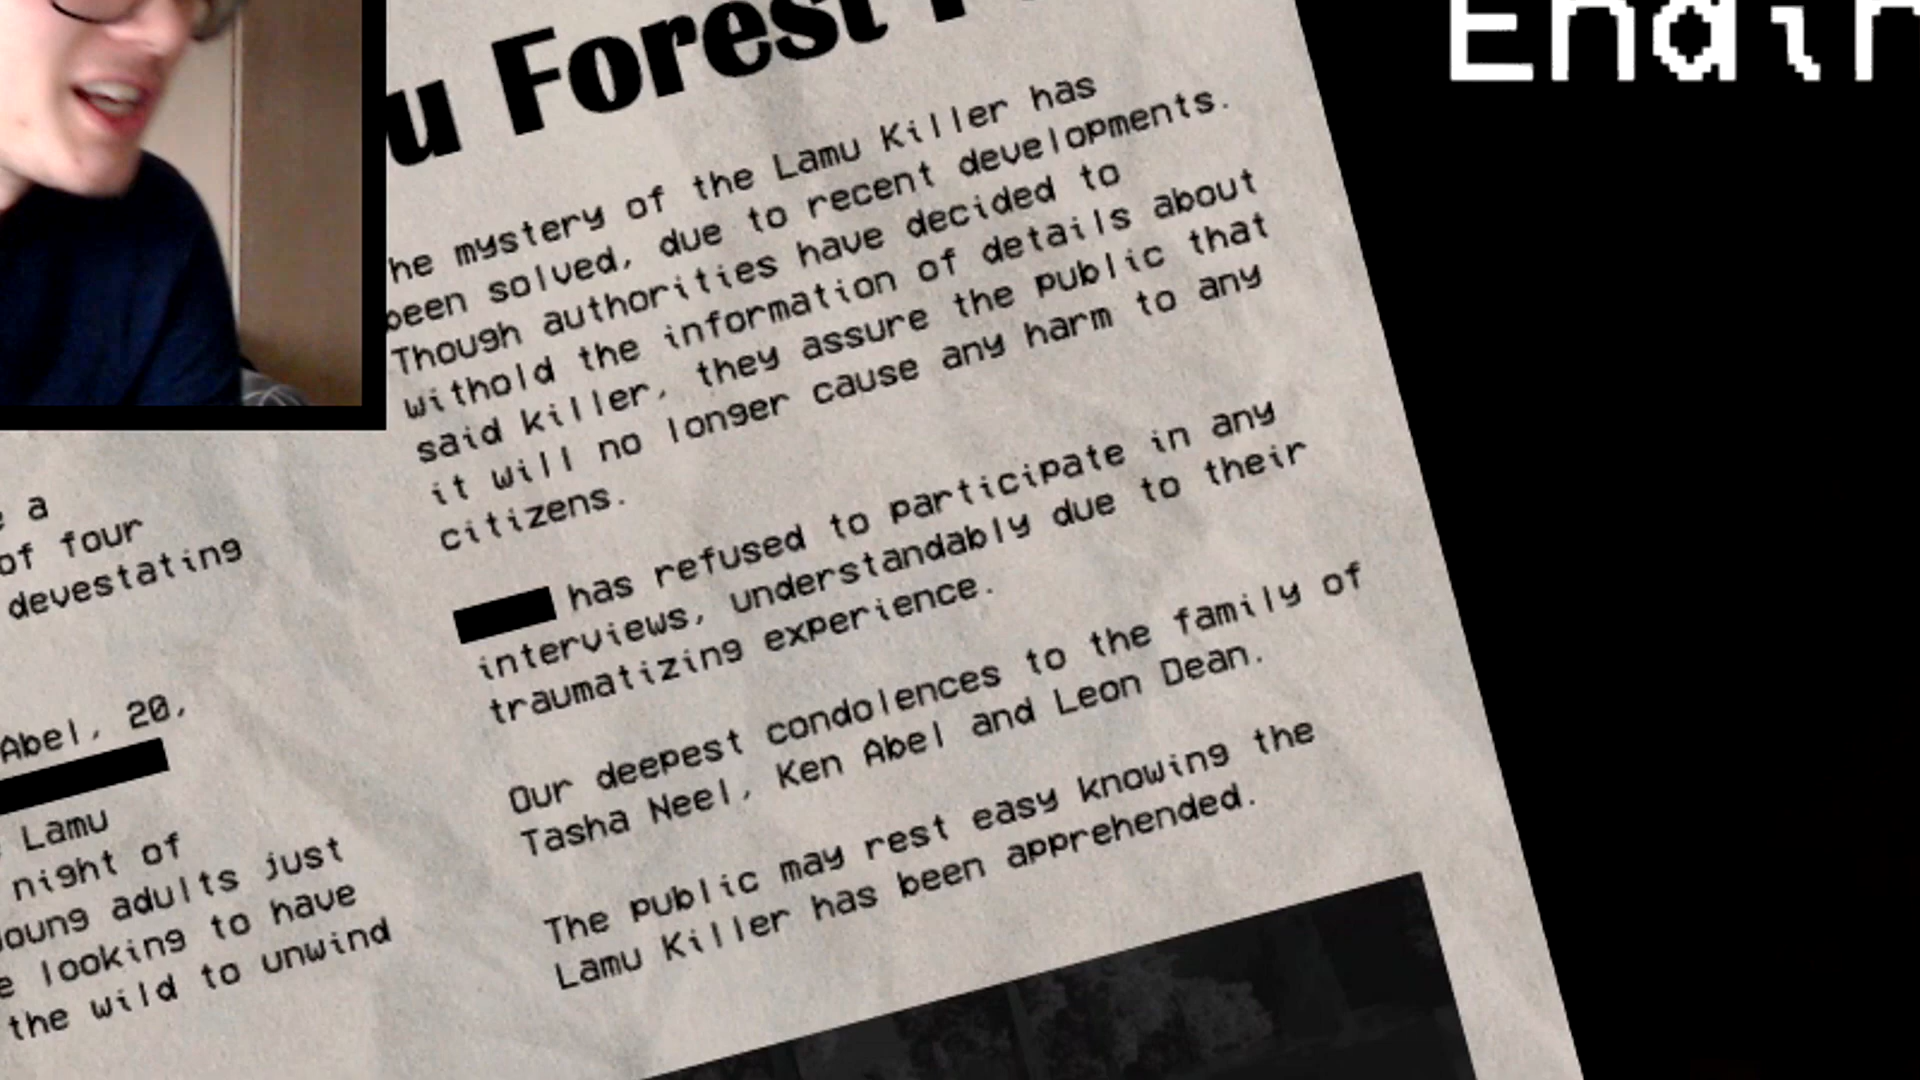 u Forest
Endin
he mystery of the Lamu Killer has
been solved, due to recent developments.
Though authorities have decided to
withold the information of details about
said killer, they assure the public that
it will no longer cause any harm to any
citizens.
has refused to participate in any
interviews, understandably due to their
traumatizing experience.
Our deepest condolences to the family of
Tasha Neel, Ken Abel and Leon Dean.
The public may rest easy knowing the
Lamu Killer has been apprehended.
a
of four
devestating
Abel, 20,
Lamu
night of
young adults just
looking to have
the wild to unwind